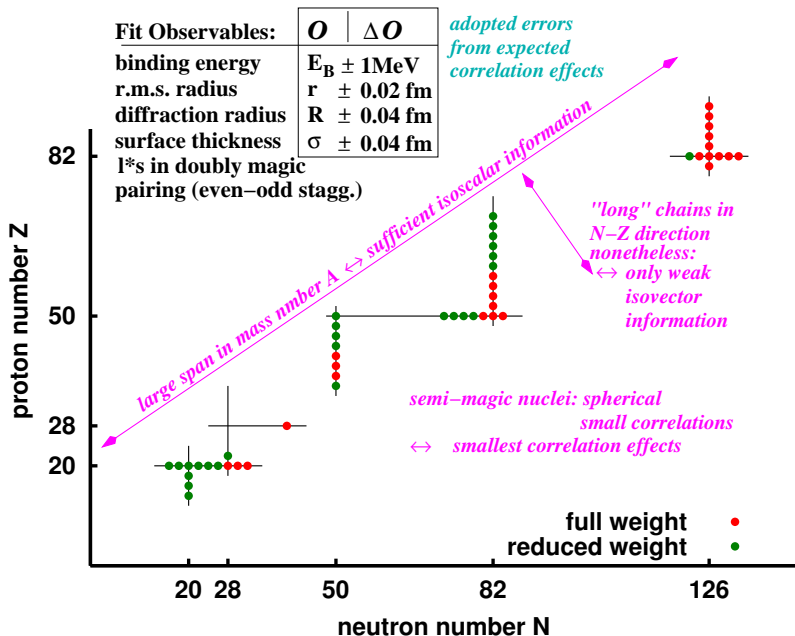 Fit Observables: O | ΔO
binding energy E_B ± 1MeV
r.m.s. radius r ± 0.02 fm
diffraction radius R ± 0.04 fm
surface thickness σ ± 0.04 fm
l*s in doubly magic
pairing (even−odd stagg.)
adopted errors
from expected
correlation effects
large span in mass nmber A ↔ sufficient isoscalar information
"long" chains in
N−Z direction
nonetheless:
↔ only weak
isovector
information
semi−magic nuclei: spherical
small correlations
↔ smallest correlation effects
full weight
reduced weight
proton number Z
82
50
28
20
20 28 50 82 126
neutron number N